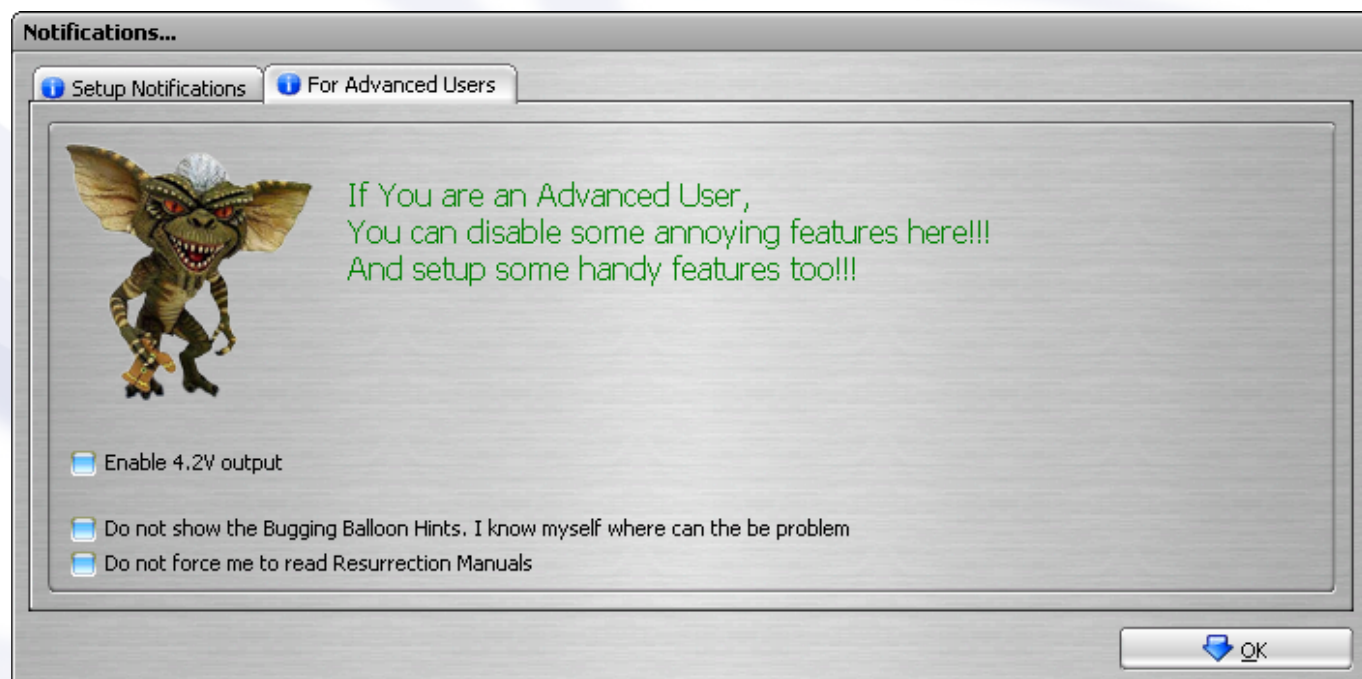 Notifications...
Setup Notifications
For Advanced Users
If You are an Advanced User,
You can disable some annoying features here!!!
And setup some handy features too!!!
Enable 4.2V output
Do not show the Bugging Balloon Hints. I know myself where can the be problem
Do not force me to read Resurrection Manuals
OK